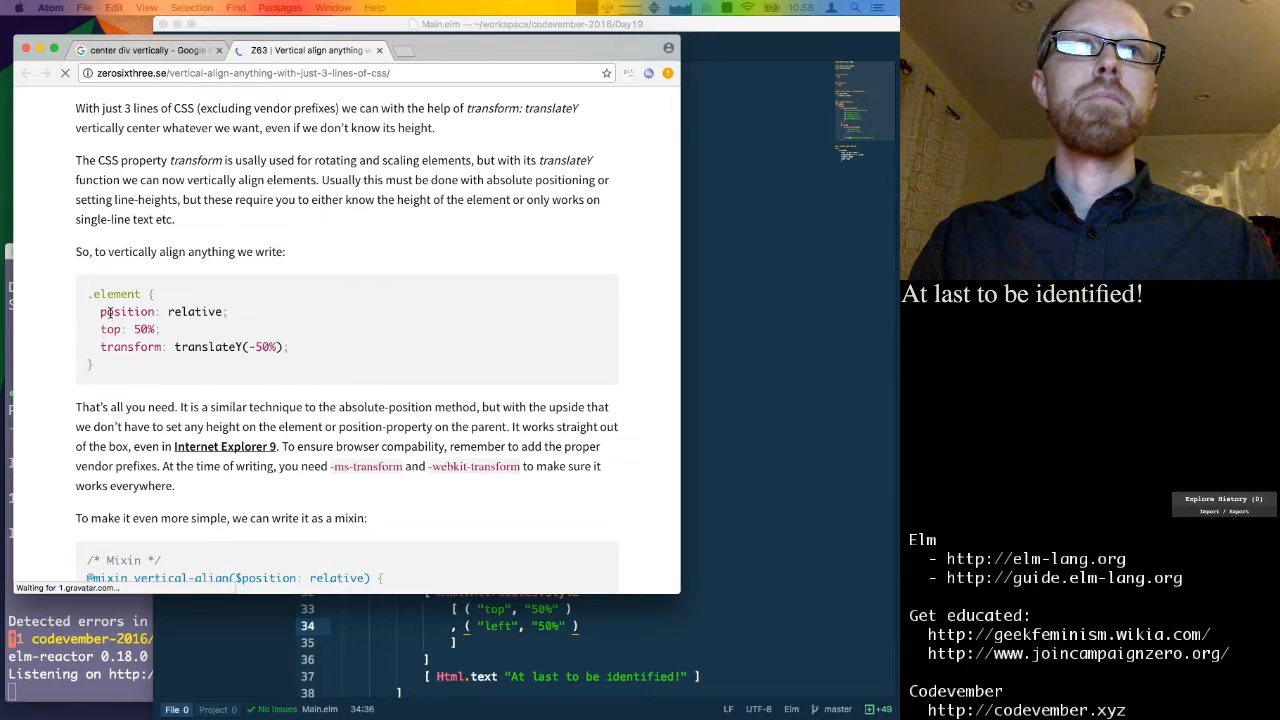 Atom File Edit View Selection Find Packages Window Help
10:58
Main.elm — ~/workspace/codevember-2016/Day19
center div vertically - Google
Z63 | Vertical align anything w
zerosixthree.se/vertical-align-anything-with-just-3-lines-of-css/
With just 3 lines of CSS (excluding vendor prefixes) we can with the help of transform: translateY
vertically center whatever we want, even if we don't know its height.
The CSS property transform is usally used for rotating and scaling elements, but with its translateY
function we can now vertically align elements. Usually this must be done with absolute positioning or
setting line-heights, but these require you to either know the height of the element or only works on
single-line text etc.
So, to vertically align anything we write:
.element {
position: relative;
top: 50%;
transform: translateY(-50%);
}
That's all you need. It is a similar technique to the absolute-position method, but with the upside that
we don't have to set any height on the element or position-property on the parent. It works straight out
of the box, even in Internet Explorer 9. To ensure browser compability, remember to add the proper
vendor prefixes. At the time of writing, you need -ms-transform and -webkit-transform to make sure it
works everywhere.
To make it even more simple, we can write it as a mixin:
/* Mixin */
@mixin vertical-align($position: relative) {
Waiting for 1.gravatar.com...
33 [ ( "top", "50%" )
34 , ( "left", "50%" )
35 ]
36 ]
37 [ Html.text "At last to be identified!" ]
38 ]
Detected errors in
1 codevember-2016/
elm-reactor 0.18.0
Listening on http:/
File 0 Project 0 No Issues Main.elm 34:36 LF UTF-8 Elm master +49
At last to be identified!
Explore History (0)
Import / Export
Elm
- http://elm-lang.org
- http://guide.elm-lang.org
Get educated:
http://geekfeminism.wikia.com/
http://www.joincampaignzero.org/
Codevember
http://codevember.xyz